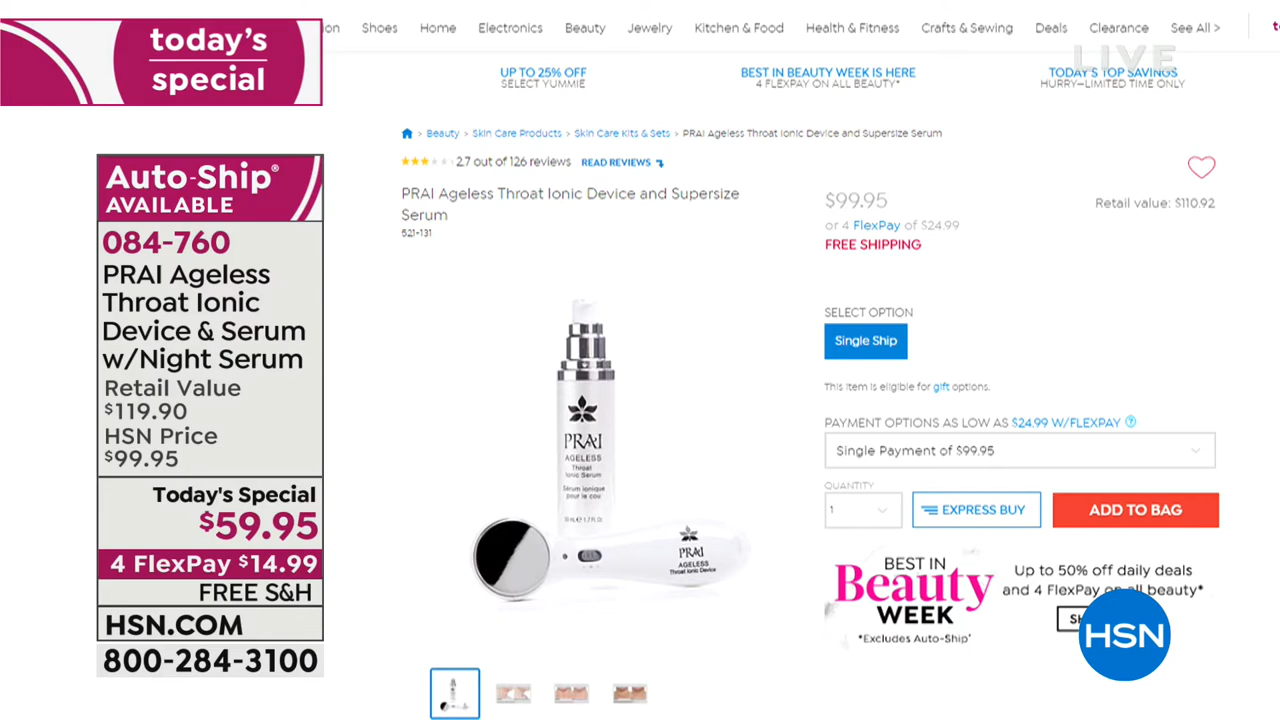 today's
special
Shoes
Home
Electronics
Beauty
Jewelry
Kitchen & Food
Health & Fitness
Crafts & Sewing
Deals
Clearance
See All >
LIVE
UP TO 25% OFF
SELECT YUMMIE
BEST IN BEAUTY WEEK IS HERE
4 FLEXPAY ON ALL BEAUTY*
TODAY'S TOP SAVINGS
HURRY—LIMITED TIME ONLY
> Beauty > Skin Care Products > Skin Care Kits & Sets > PRAI Ageless Throat Ionic Device and Supersize Serum
2.7 out of 126 reviews READ REVIEWS
PRAI Ageless Throat Ionic Device and Supersize
Serum
521-131
$99.95
Retail value: $110.92
or 4 FlexPay of $24.99
FREE SHIPPING
SELECT OPTION
Single Ship
This item is eligible for gift options.
PAYMENT OPTIONS AS LOW AS $24.99 W/FLEXPAY ?
Single Payment of $99.95
QUANTITY
1
EXPRESS BUY
ADD TO BAG
BEST IN
Beauty
WEEK
*Excludes Auto-Ship®
Up to 50% off daily deals
and 4 FlexPay on all beauty*
HSN
PRAI
AGELESS
Throat
Ionic Serum
Sérum ionique
pour le cou
50 mL e 1.7 fl. oz.
PRAI
AGELESS
Throat Ionic Device
Auto-Ship®
AVAILABLE
084-760
PRAI Ageless
Throat Ionic
Device & Serum
w/Night Serum
Retail Value
$119.90
HSN Price
$99.95
Today's Special
$59.95
4 FlexPay $14.99
FREE S&H
HSN.COM
800-284-3100